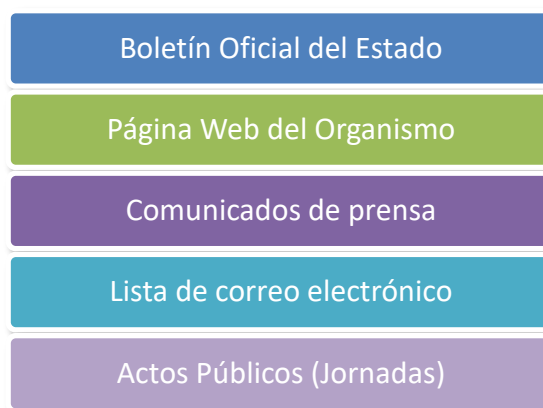 Boletín Oficial del Estado
Página Web del Organismo
Comunicados de prensa
Lista de correo electrónico
Actos Públicos (Jornadas)